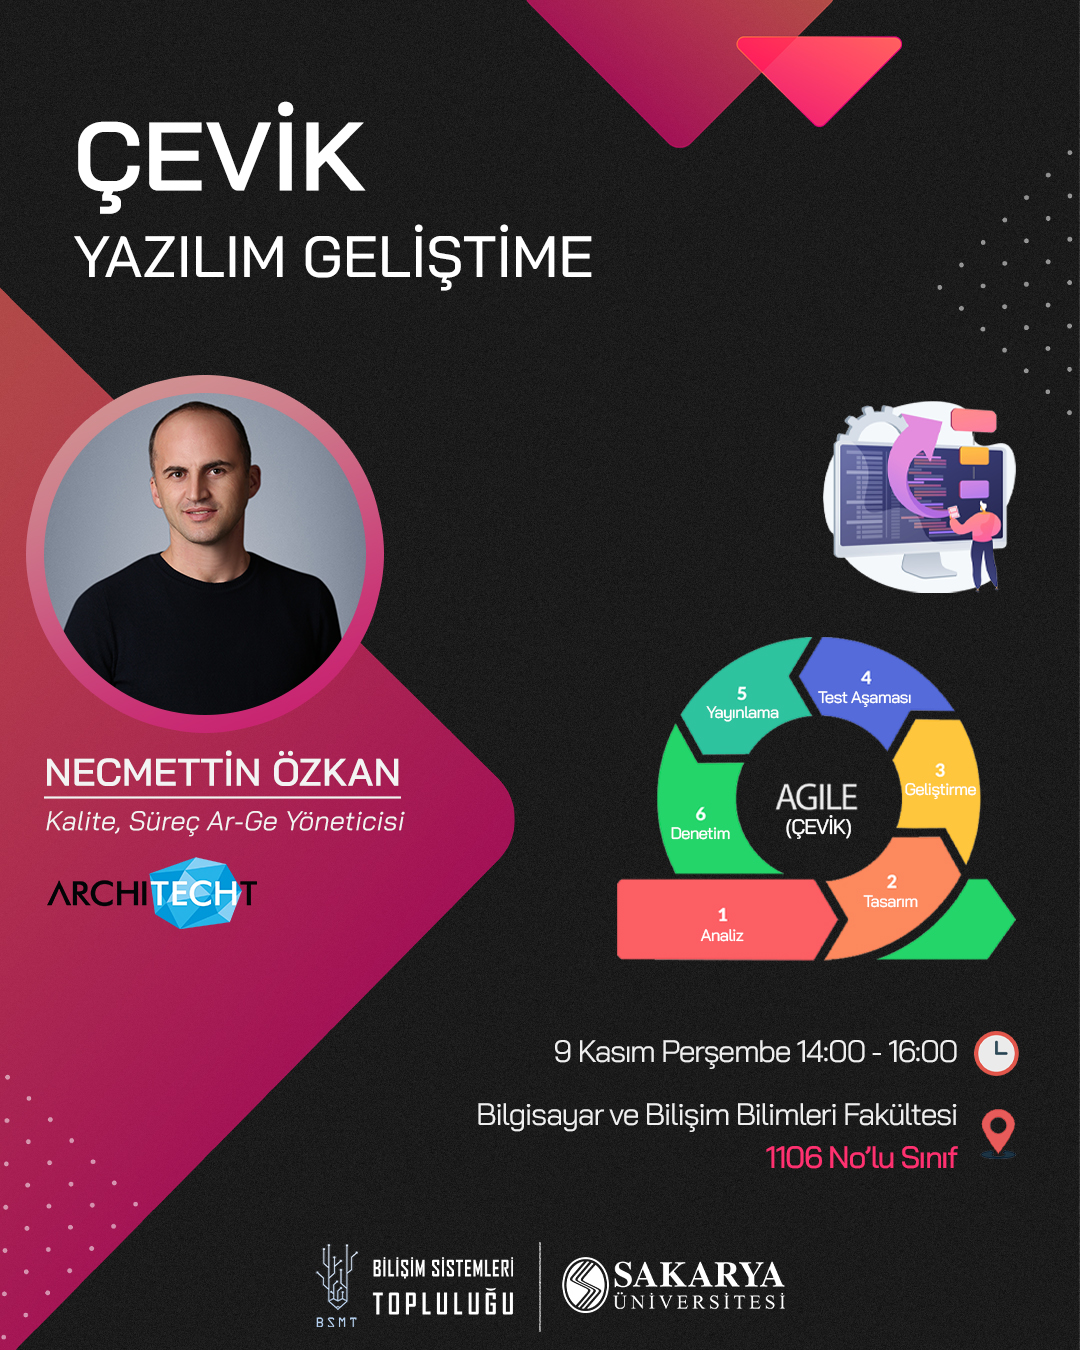 ÇEVİK
YAZILIM GELİŞTİME
NECMETTİN ÖZKAN
Kalite, Süreç Ar-Ge Yöneticisi
ARCHITECHT
5
Yayınlama
4
Test Aşaması
3
Geliştirme
AGILE
(ÇEVİK)
6
Denetim
2
Tasarım
1
Analiz
9 Kasım Perşembe 14:00 - 16:00
Bilgisayar ve Bilişim Bilimleri Fakültesi
1106 No'lu Sınıf
BSMT
BİLİŞİM SİSTEMLERİ
TOPLULUĞU
SAKARYA
ÜNİVERSİTESİ